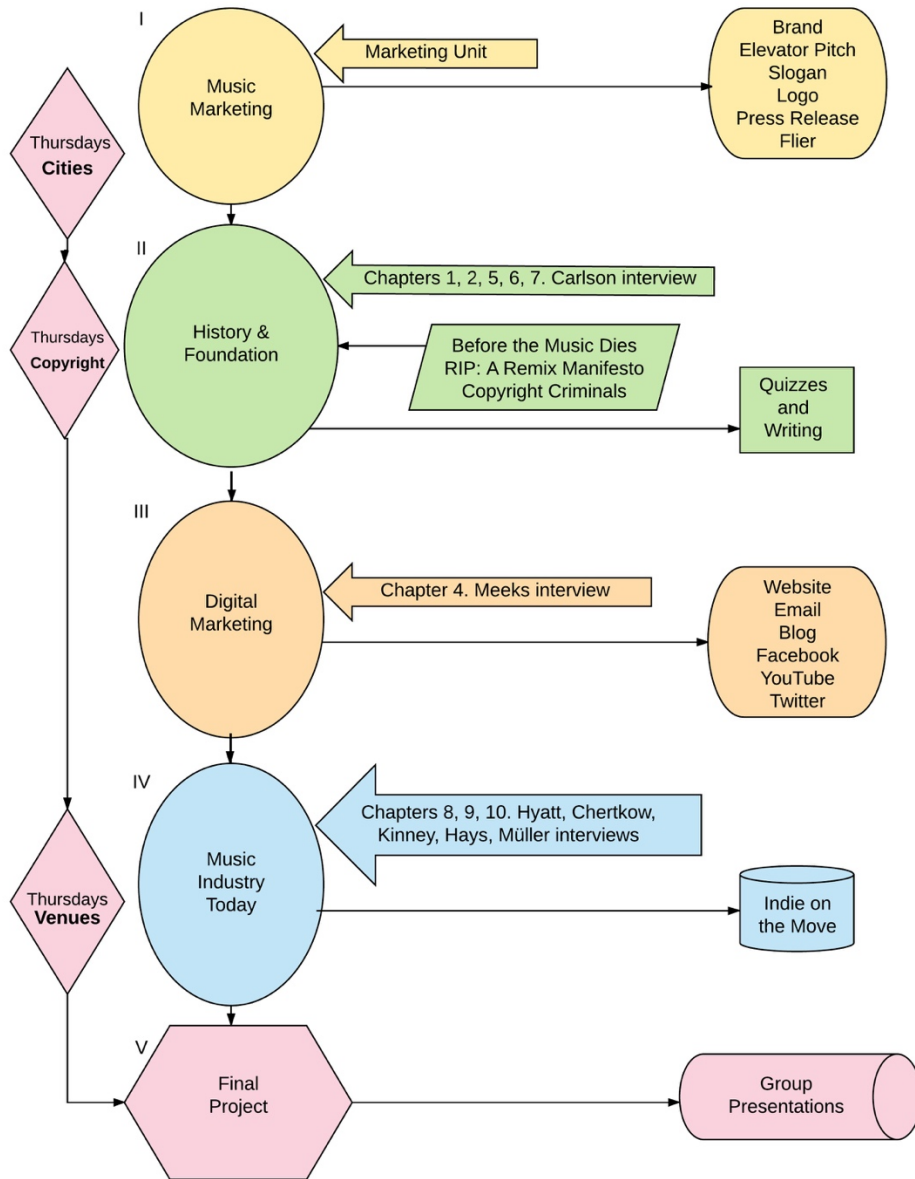 I
Music
Marketing
Marketing Unit
Brand
Elevator Pitch
Slogan
Logo
Press Release
Flier
Thursdays
Cities
II
History &
Foundation
Chapters 1, 2, 5, 6, 7. Carlson interview
Before the Music Dies
RIP: A Remix Manifesto
Copyright Criminals
Quizzes
and
Writing
Thursdays
Copyright
III
Digital
Marketing
Chapter 4. Meeks interview
Website
Email
Blog
Facebook
YouTube
Twitter
IV
Music
Industry
Today
Chapters 8, 9, 10. Hyatt, Chertkow,
Kinney, Hays, Müller interviews
Indie on
the Move
Thursdays
Venues
V
Final
Project
Group
Presentations